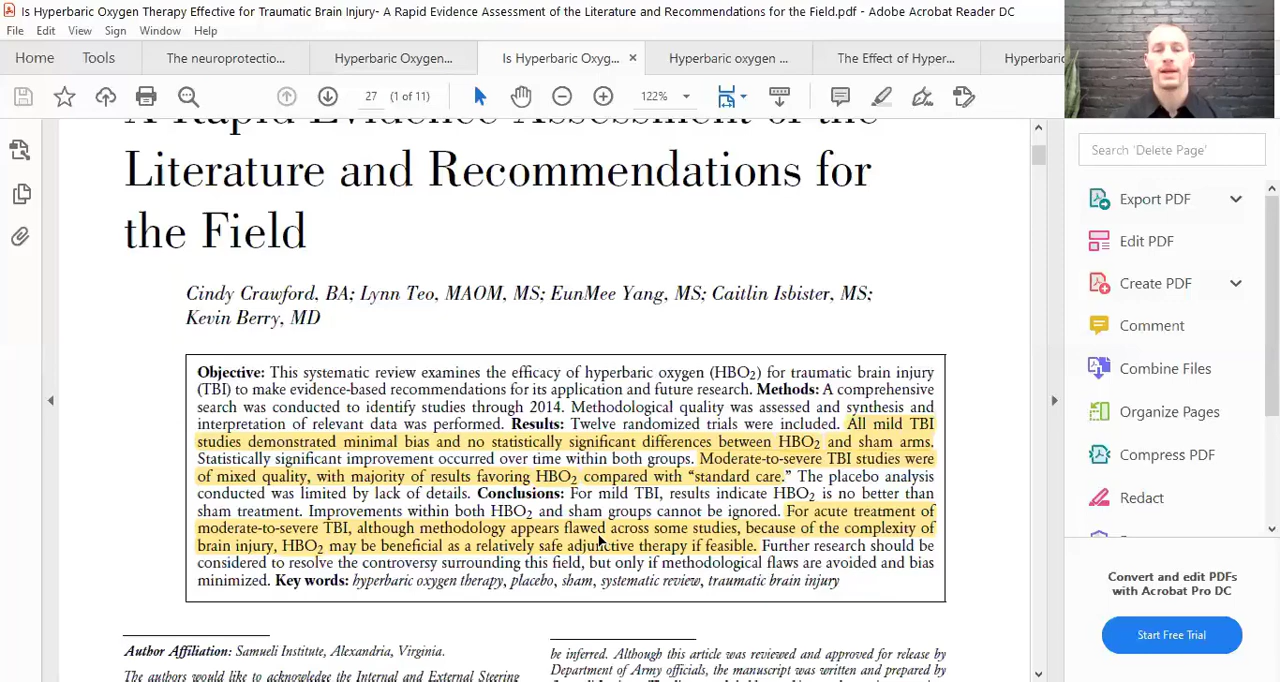 Is Hyperbaric Oxygen Therapy Effective for Traumatic Brain Injury- A Rapid Evidence Assessment of the Literature and Recommendations for the Field.pdf - Adobe Acrobat Reader DC
File Edit View Sign Window Help
Home Tools The neuroprotectio... Hyperbaric Oxygen... Is Hyperbaric Oxyg... Hyperbaric oxygen ... The Effect of Hyper... Hyperbaric
27 (1 of 11) 122%
A Rapid Evidence Assessment of the
Literature and Recommendations for
the Field
Cindy Crawford, BA; Lynn Teo, MAOM, MS; EunMee Yang, MS; Caitlin Isbister, MS;
Kevin Berry, MD
Objective: This systematic review examines the efficacy of hyperbaric oxygen (HBO2) for traumatic brain injury
(TBI) to make evidence-based recommendations for its application and future research. Methods: A comprehensive
search was conducted to identify studies through 2014. Methodological quality was assessed and synthesis and
interpretation of relevant data was performed. Results: Twelve randomized trials were included. All mild TBI
studies demonstrated minimal bias and no statistically significant differences between HBO2 and sham arms.
Statistically significant improvement occurred over time within both groups. Moderate-to-severe TBI studies were
of mixed quality, with majority of results favoring HBO2 compared with “standard care.” The placebo analysis
conducted was limited by lack of details. Conclusions: For mild TBI, results indicate HBO2 is no better than
sham treatment. Improvements within both HBO2 and sham groups cannot be ignored. For acute treatment of
moderate-to-severe TBI, although methodology appears flawed across some studies, because of the complexity of
brain injury, HBO2 may be beneficial as a relatively safe adjunctive therapy if feasible. Further research should be
considered to resolve the controversy surrounding this field, but only if methodological flaws are avoided and bias
minimized. Key words: hyperbaric oxygen therapy, placebo, sham, systematic review, traumatic brain injury
Author Affiliation: Samueli Institute, Alexandria, Virginia.
The authors would like to acknowledge the Internal and External Steering
be inferred. Although this article was reviewed and approved for release by
Department of Army officials, the manuscript was written and prepared by
Search 'Delete Page'
Export PDF
Edit PDF
Create PDF
Comment
Combine Files
Organize Pages
Compress PDF
Redact
Convert and edit PDFs
with Acrobat Pro DC
Start Free Trial